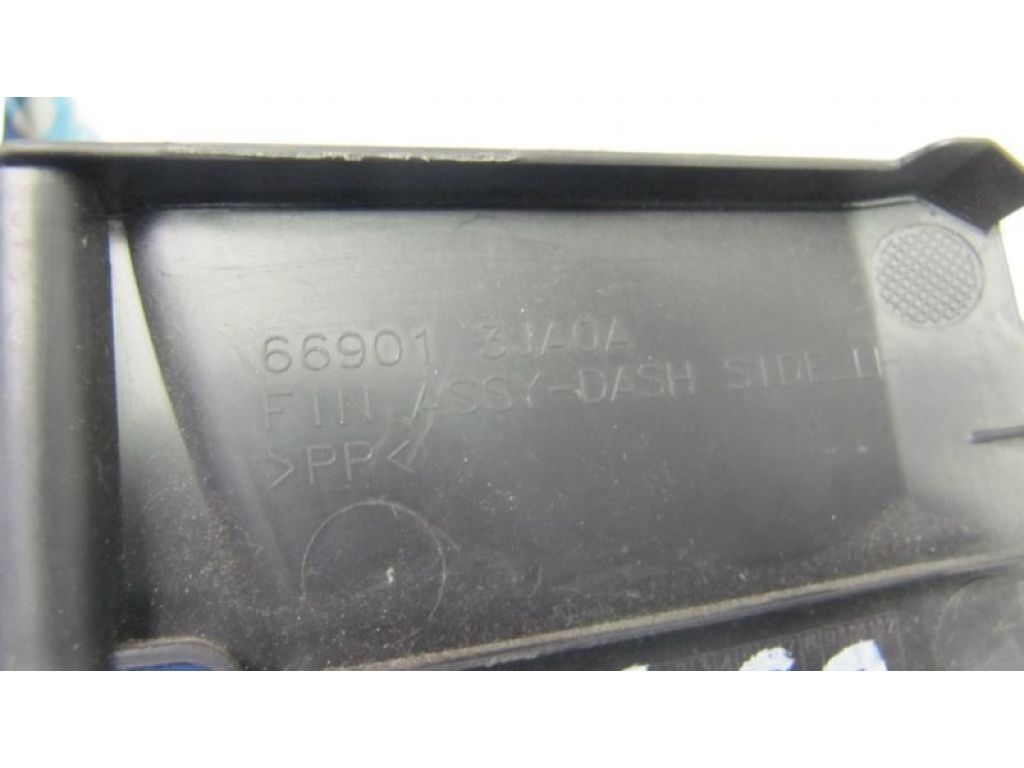 66901 3JA0A
FIN ASSY-DASH SIDE LH
>PP<